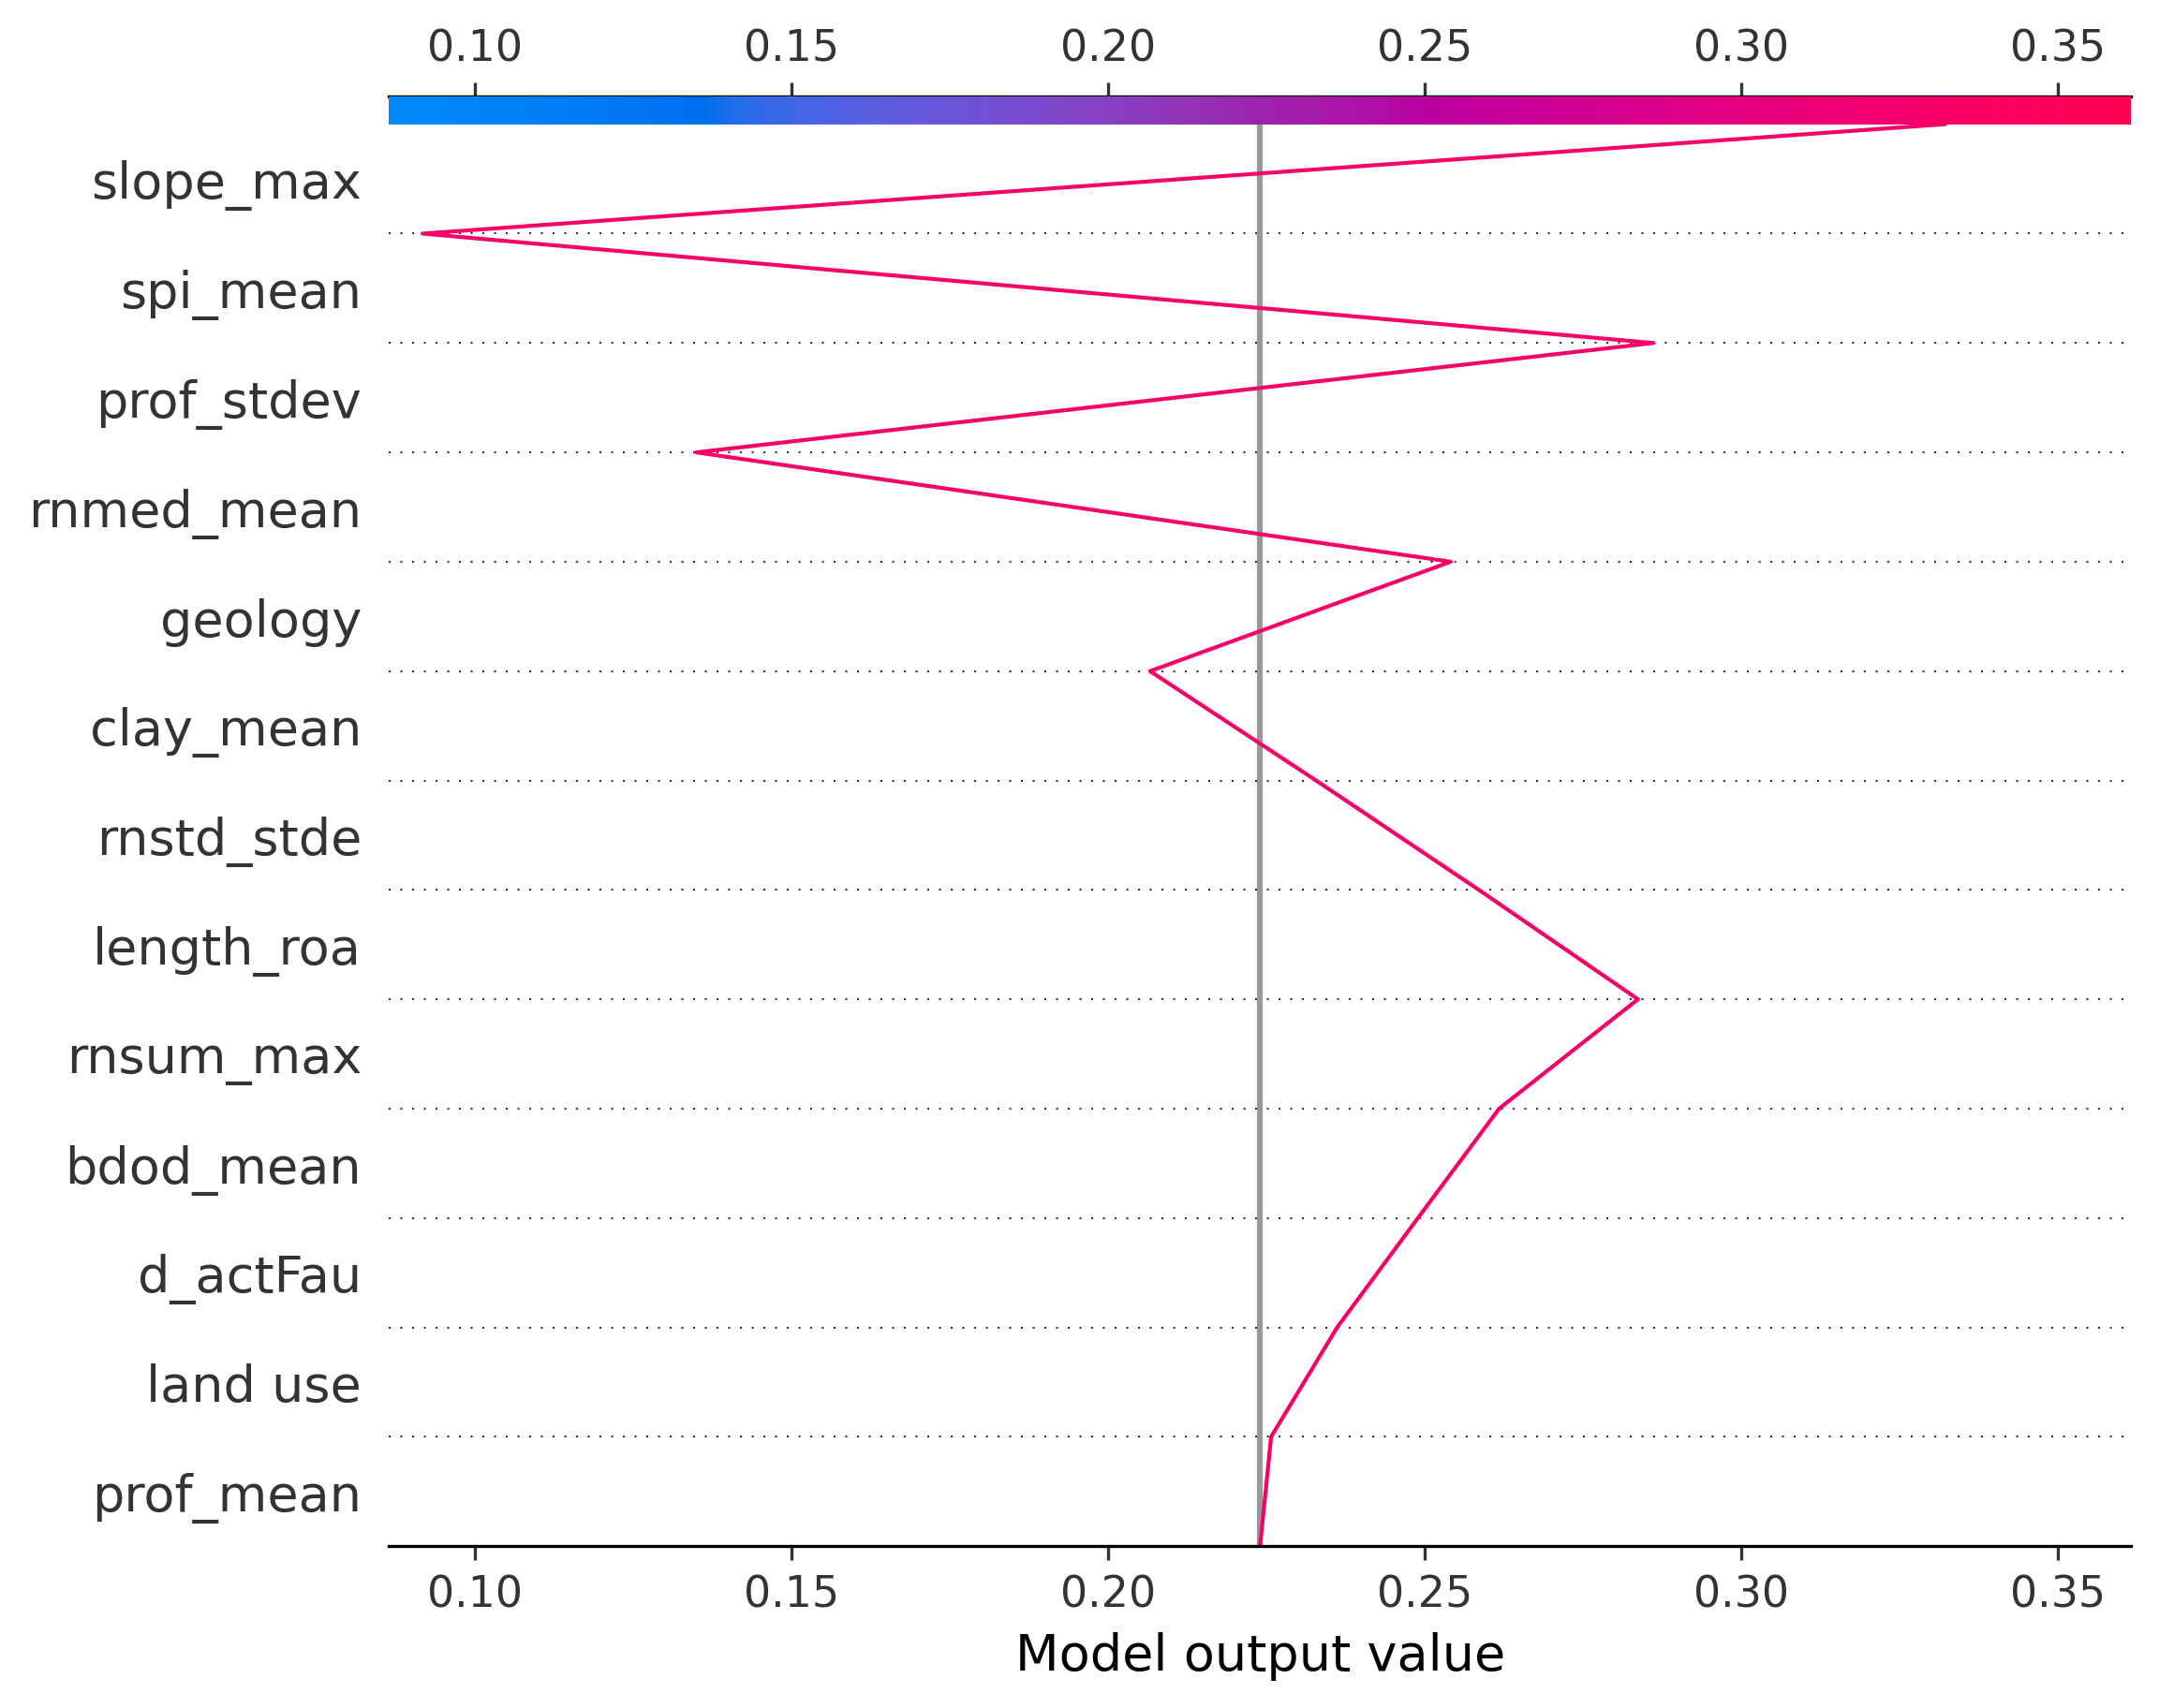 0.10 0.15 0.20 0.25 0.30 0.35
slope_max
spi_mean
prof_stdev
rnmed_mean
geology
clay_mean
rnstd_stde
length_roa
rnsum_max
bdod_mean
d_actFau
land use
prof_mean
0.10 0.15 0.20 0.25 0.30 0.35
Model output value